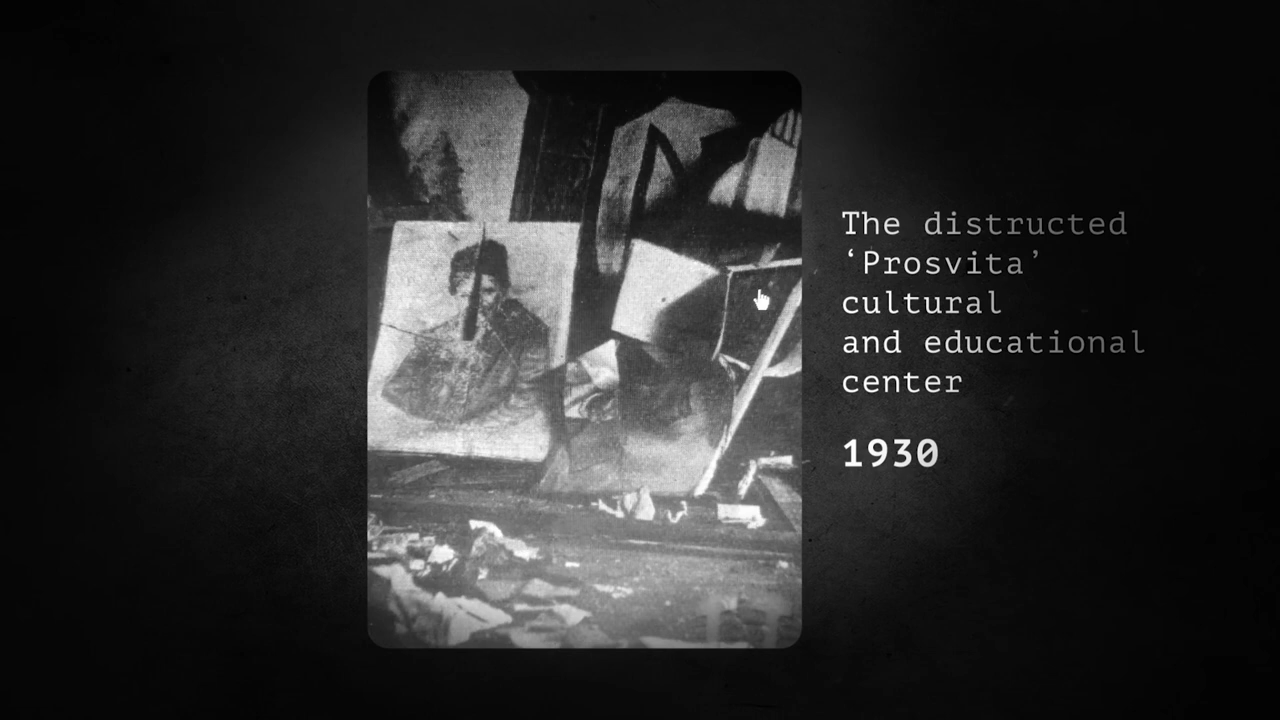 The distructed
‘Prosvita’
cultural
and educational
center
1930